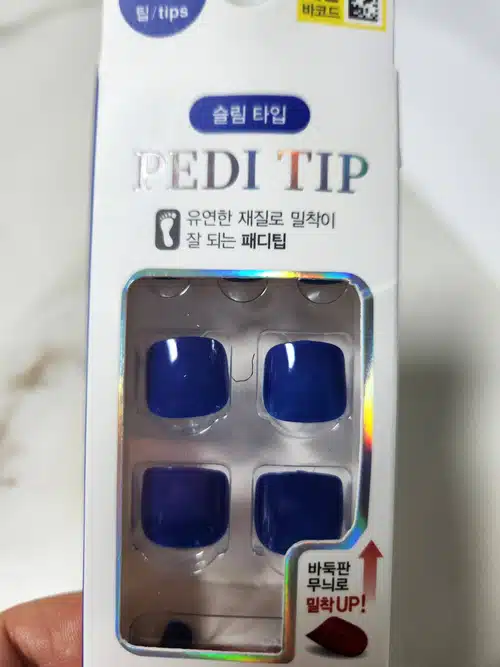 팁/tips
바코드
슬림 타입
PEDI TIP
유연한 재질로 밀착이
잘 되는 패디팁
바둑판
무늬로
밀착UP!